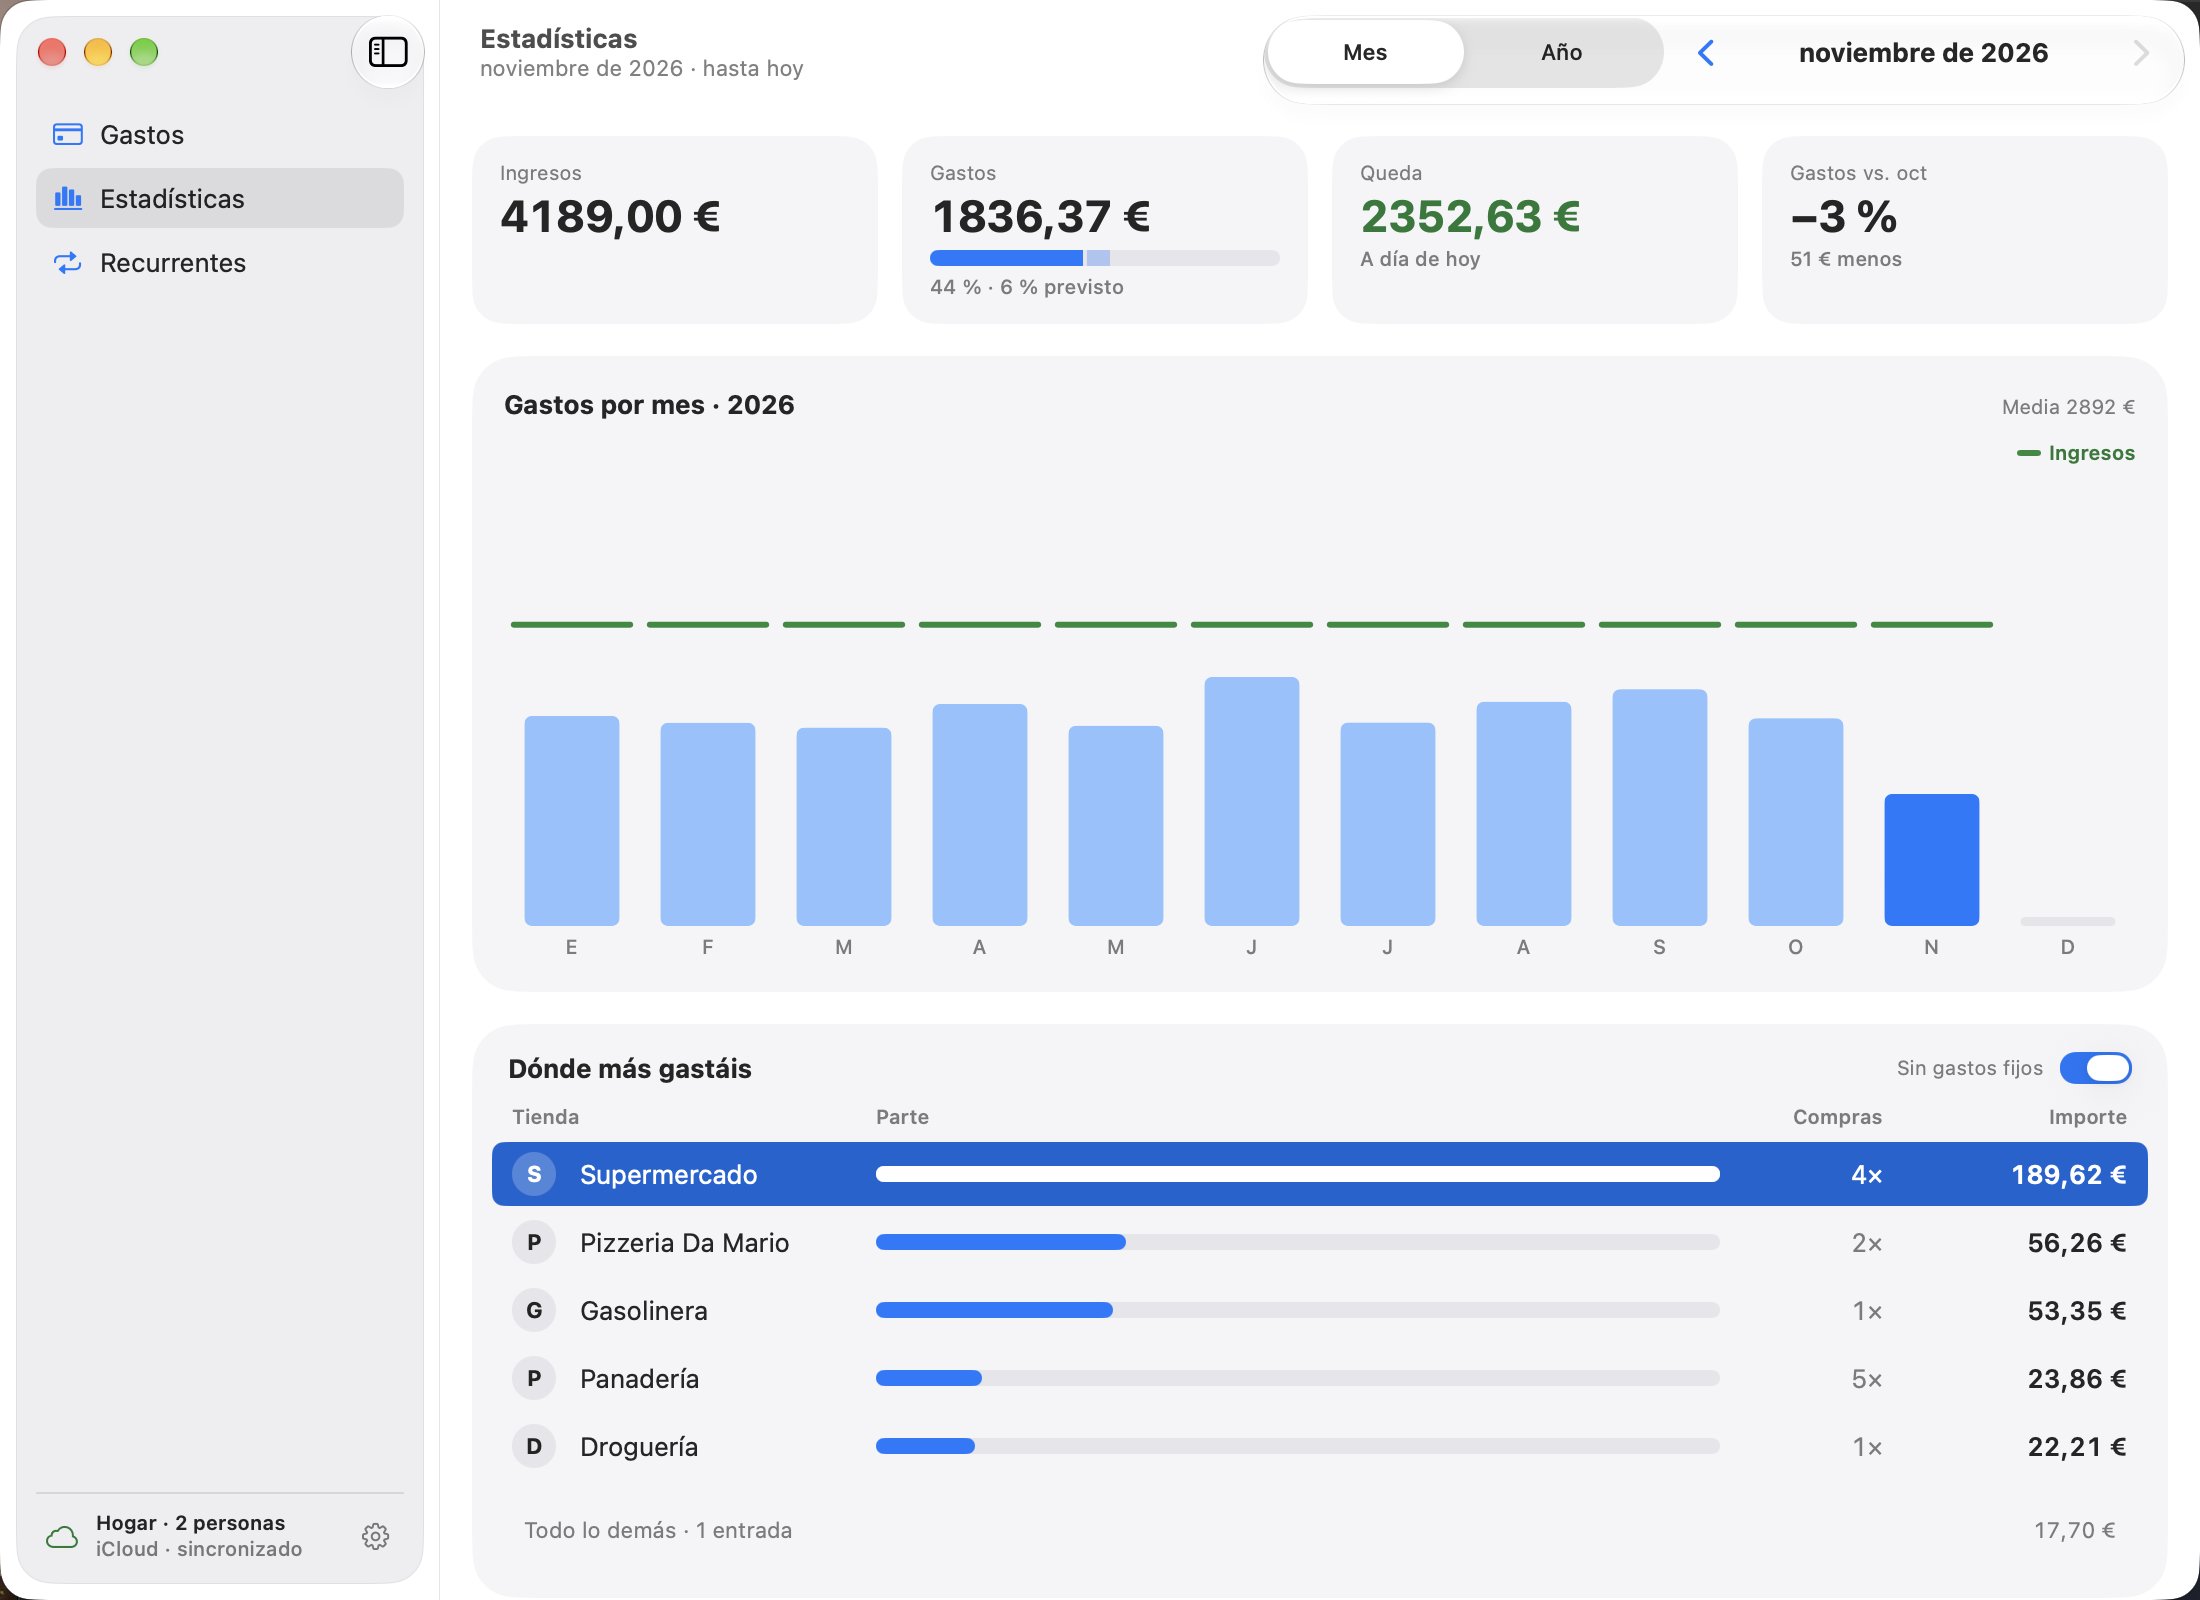 Estadísticas
noviembre de 2026 · hasta hoy
Mes
Año
noviembre de 2026
Gastos
Estadísticas
Recurrentes
Ingresos
4189,00 €
Gastos
1836,37 €
44 % · 6 % previsto
Queda
2352,63 €
A día de hoy
Gastos vs. oct
–3 %
51 € menos
Gastos por mes · 2026
Media 2892 €
Ingresos
E F M A M J J A S O N D
Dónde más gastáis
Sin gastos fijos
Tienda Parte Compras Importe
S Supermercado 4× 189,62 €
P Pizzeria Da Mario 2× 56,26 €
G Gasolinera 1× 53,35 €
P Panadería 5× 23,86 €
D Droguería 1× 22,21 €
Todo lo demás · 1 entrada 17,70 €
Hogar · 2 personas
iCloud · sincronizado